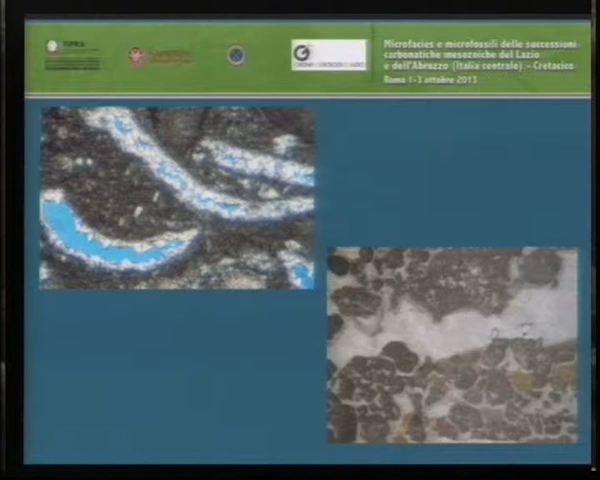 Microfacies e microfossili delle successioni
carbonatiche mesozoiche del Lazio
e dell'Abruzzo (Italia centrale) - Cretacico
Roma 1-3 ottobre 2013